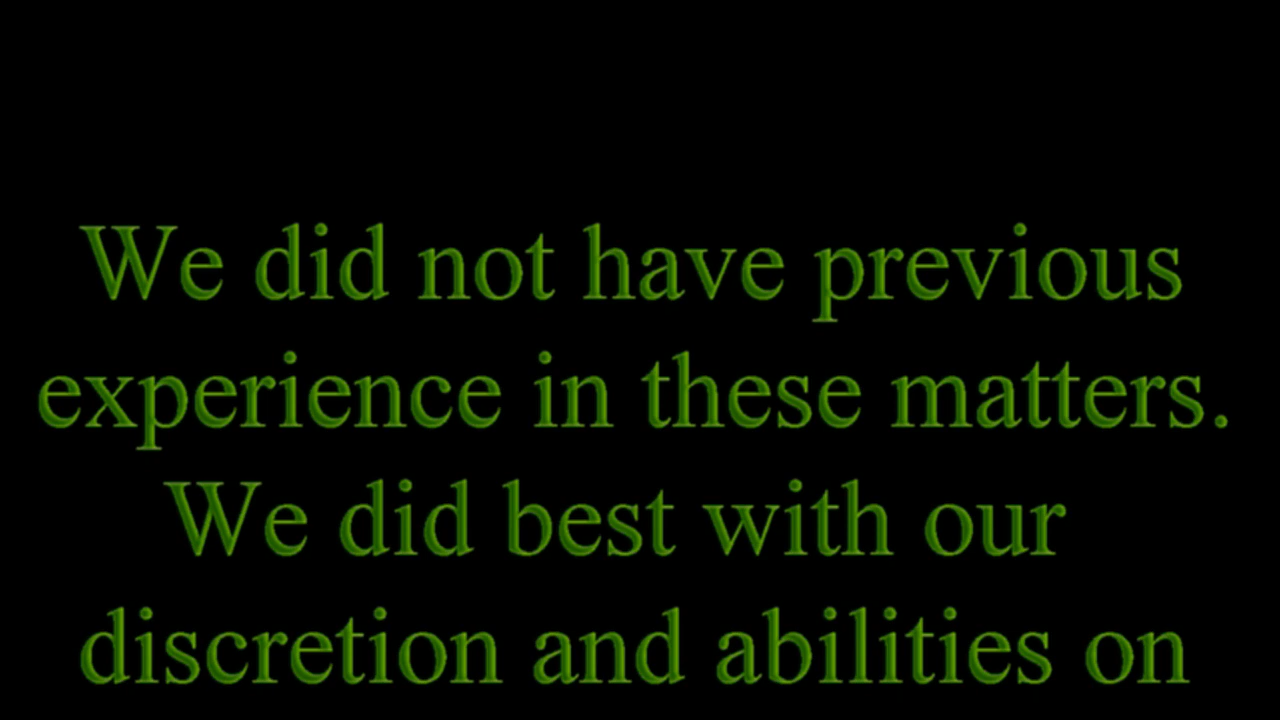 We did not have previous
experience in these matters.
We did best with our
discretion and abilities on